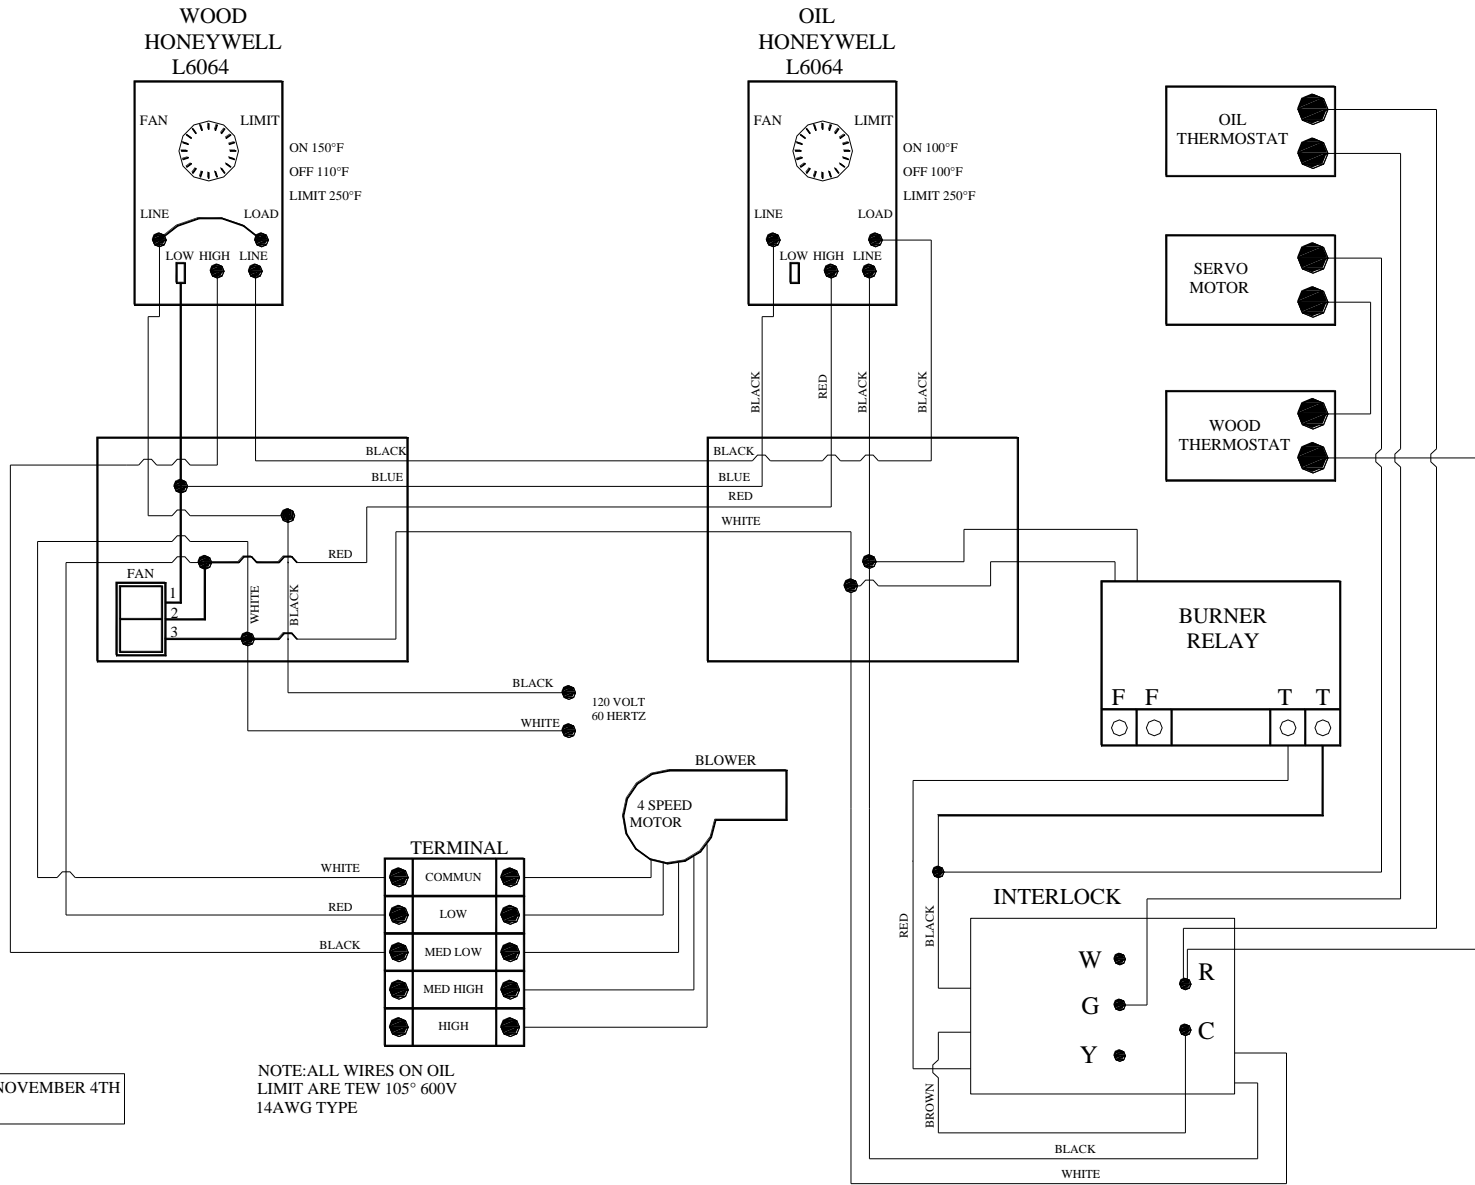 WOOD
HONEYWELL
L6064
FAN
LIMIT
ON 150°F
OFF 110°F
LIMIT 250°F
LINE
LOAD
LOW
HIGH
LINE
OIL
HONEYWELL
L6064
FAN
LIMIT
ON 100°F
OFF 100°F
LIMIT 250°F
LINE
LOAD
LOW
HIGH
LINE
OIL
THERMOSTAT
SERVO
MOTOR
WOOD
THERMOSTAT
BLACK
RED
BLACK
BLACK
BLACK
BLUE
RED
FAN
1
2
3
WHITE
BLACK
BLACK
BLUE
RED
WHITE
BLACK
WHITE
120 VOLT
60 HERTZ
BURNER
RELAY
F
F
T
T
BLOWER
4 SPEED
MOTOR
TERMINAL
WHITE
COMMUN
RED
LOW
BLACK
MED LOW
MED HIGH
HIGH
RED
BLACK
INTERLOCK
W
R
G
C
Y
BROWN
BLACK
WHITE
NOVEMBER 4TH
NOTE:ALL WIRES ON OIL
LIMIT ARE TEW 105° 600V
14AWG TYPE